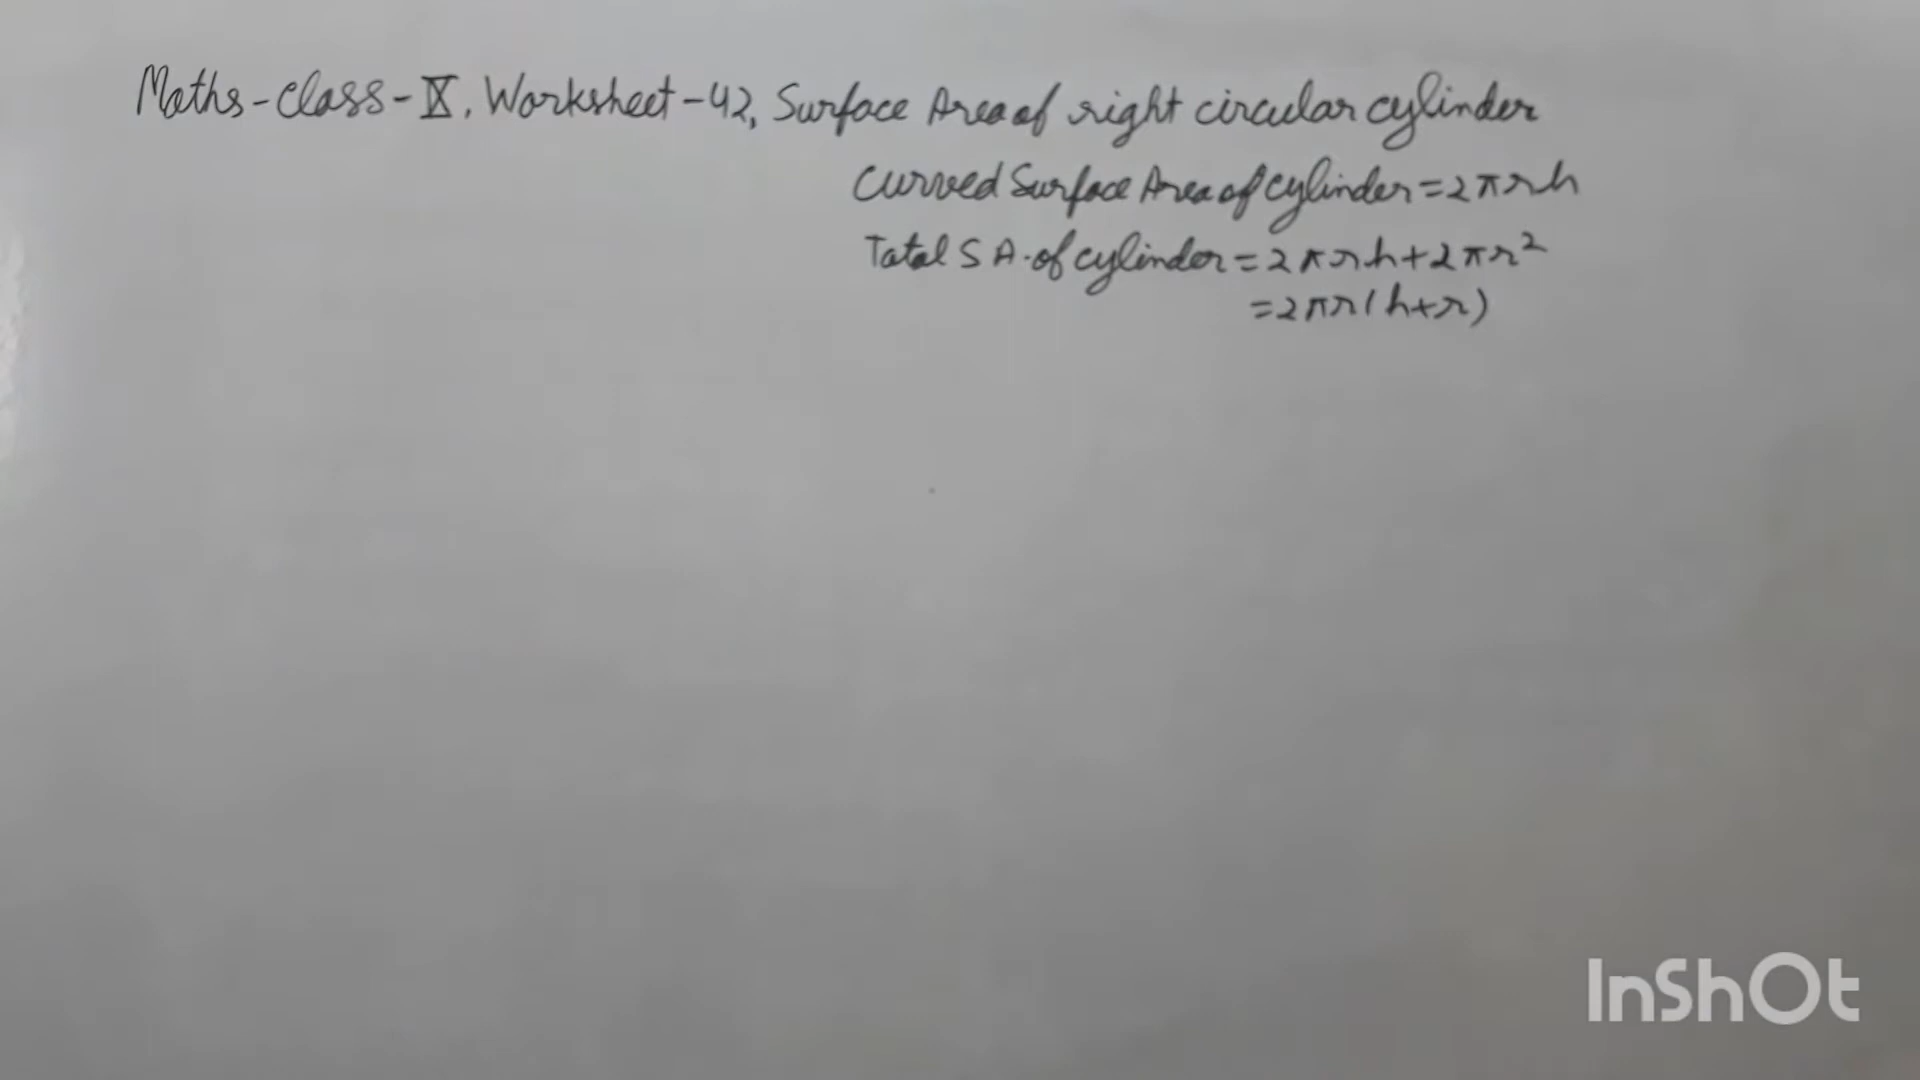 Maths-Class-IX, Worksheet-42, Surface Area of right circular cylinder
Curved Surface Area of cylinder = 2πrh
Total S A. of cylinder = 2πrh + 2πr²
= 2πr(h+r)
InShOt